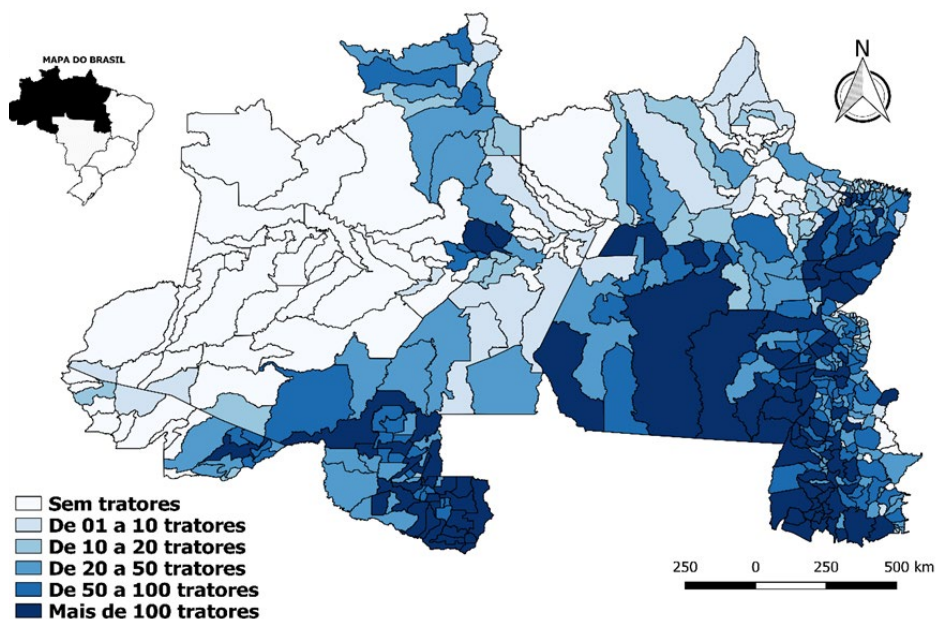 MAPA DO BRASIL
N
Sem tratores
De 01 a 10 tratores
De 10 a 20 tratores
De 20 a 50 tratores
De 50 a 100 tratores
Mais de 100 tratores
250 0 250 500 km